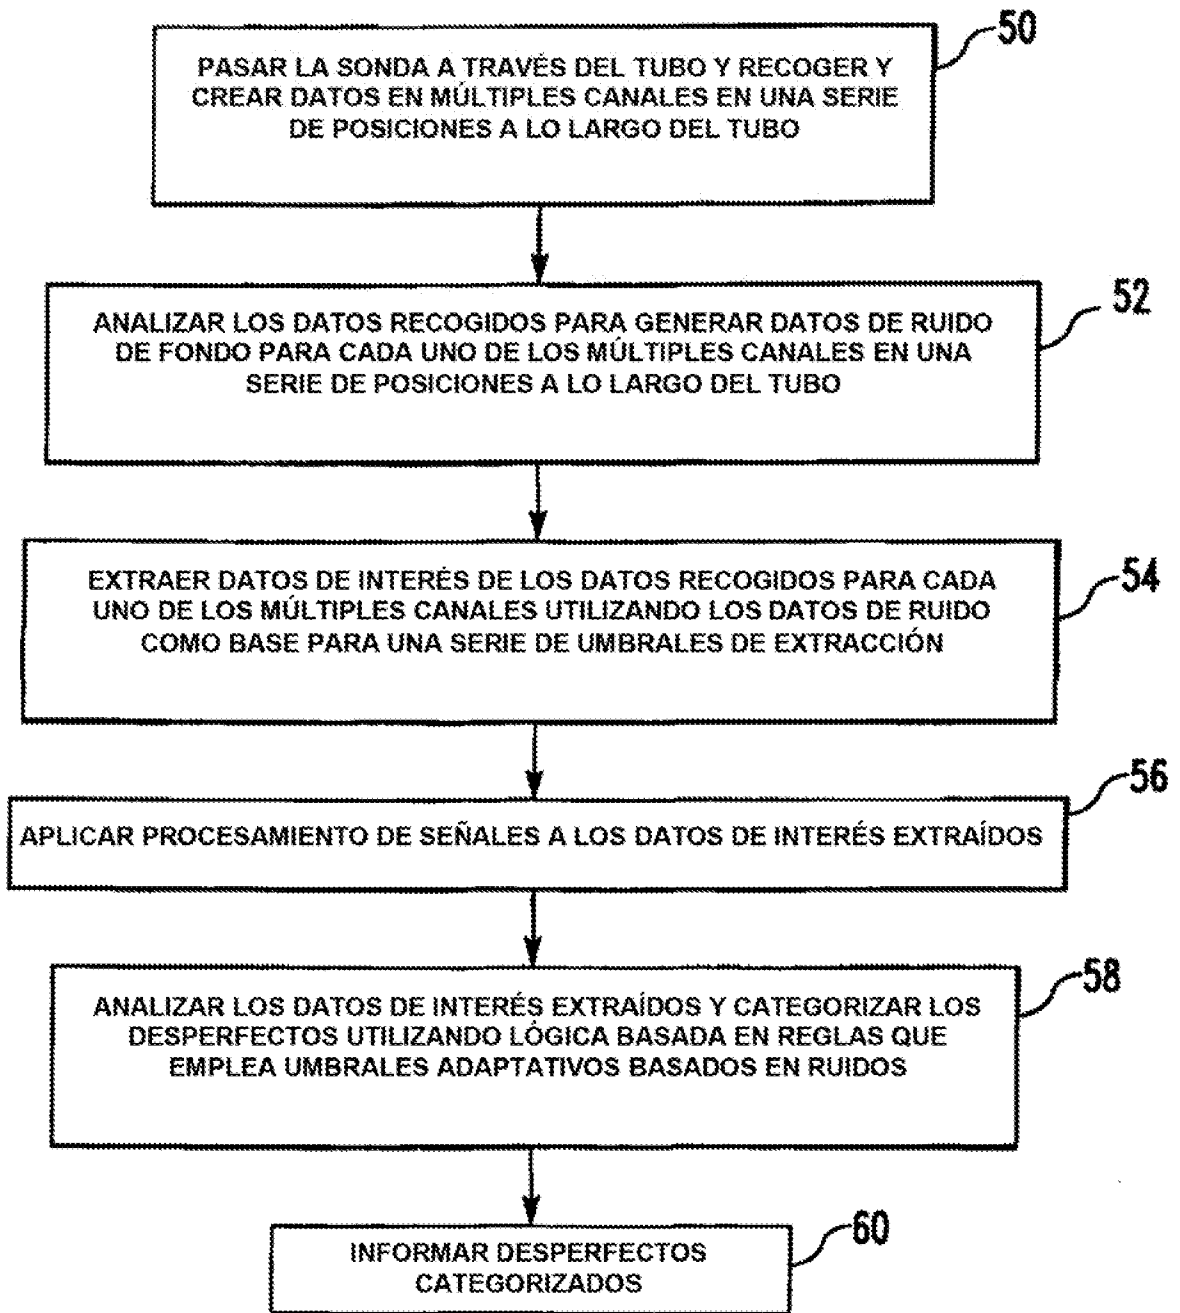 50
PASAR LA SONDA A TRAVÉS DEL TUBO Y RECOGER Y
CREAR DATOS EN MÚLTIPLES CANALES EN UNA SERIE
DE POSICIONES A LO LARGO DEL TUBO
52
ANALIZAR LOS DATOS RECOGIDOS PARA GENERAR DATOS DE RUIDO
DE FONDO PARA CADA UNO DE LOS MÚLTIPLES CANALES EN UNA
SERIE DE POSICIONES A LO LARGO DEL TUBO
54
EXTRAER DATOS DE INTERÉS DE LOS DATOS RECOGIDOS PARA CADA
UNO DE LOS MÚLTIPLES CANALES UTILIZANDO LOS DATOS DE RUIDO
COMO BASE PARA UNA SERIE DE UMBRALES DE EXTRACCIÓN
56
APLICAR PROCESAMIENTO DE SEÑALES A LOS DATOS DE INTERÉS EXTRAÍDOS
58
ANALIZAR LOS DATOS DE INTERÉS EXTRAÍDOS Y CATEGORIZAR LOS
DESPERFECTOS UTILIZANDO LÓGICA BASADA EN REGLAS QUE
EMPLEA UMBRALES ADAPTATIVOS BASADOS EN RUIDOS
60
INFORMAR DESPERFECTOS
CATEGORIZADOS